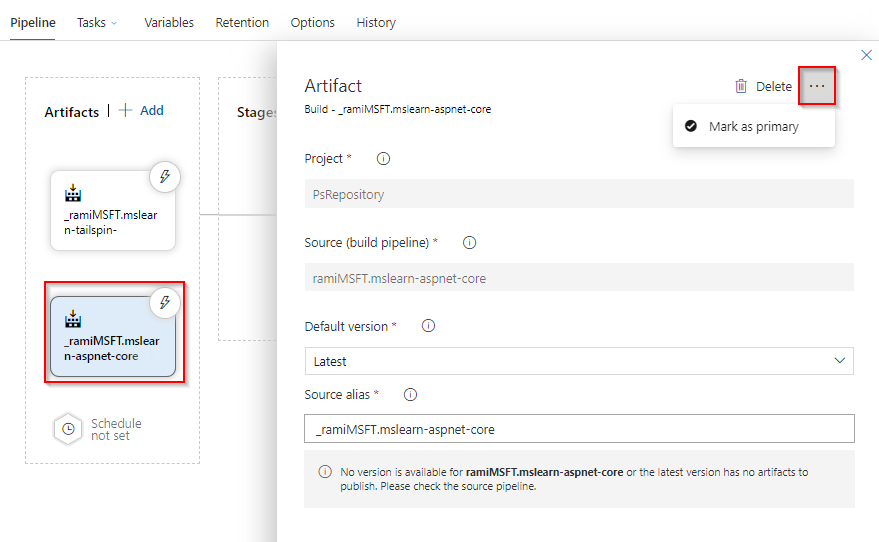 Pipeline Tasks Variables Retention Options History
Artifacts | + Add
Stages
_ramiMSFT.mslear
n-tailspin-
_ramiMSFT.mslear
n-aspnet-core
Schedule
not set
Artifact
Delete ...
Build - _ramiMSFT.mslearn-aspnet-core
Mark as primary
Project *
PsRepository
Source (build pipeline) *
ramiMSFT.mslearn-aspnet-core
Default version *
Latest
Source alias *
_ramiMSFT.mslearn-aspnet-core
No version is available for ramiMSFT.mslearn-aspnet-core or the latest version has no artifacts to
publish. Please check the source pipeline.